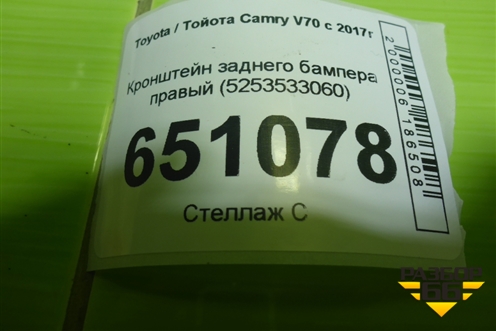 Toyota / Тойота Camry V70 с 2017г
Кронштейн заднего бампера
правый (5253533060)
651078
Стеллаж С
2000006186508
РАЗБОР
66